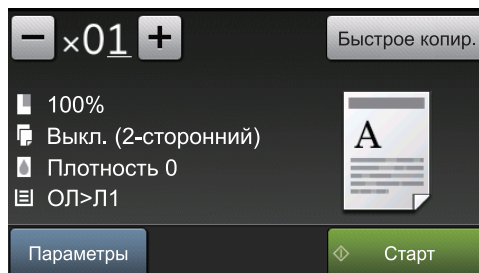 ×01
Быстрое копир.
100%
Выкл. (2-сторонний)
Плотность 0
ОЛ>Л1
A
Параметры
Старт